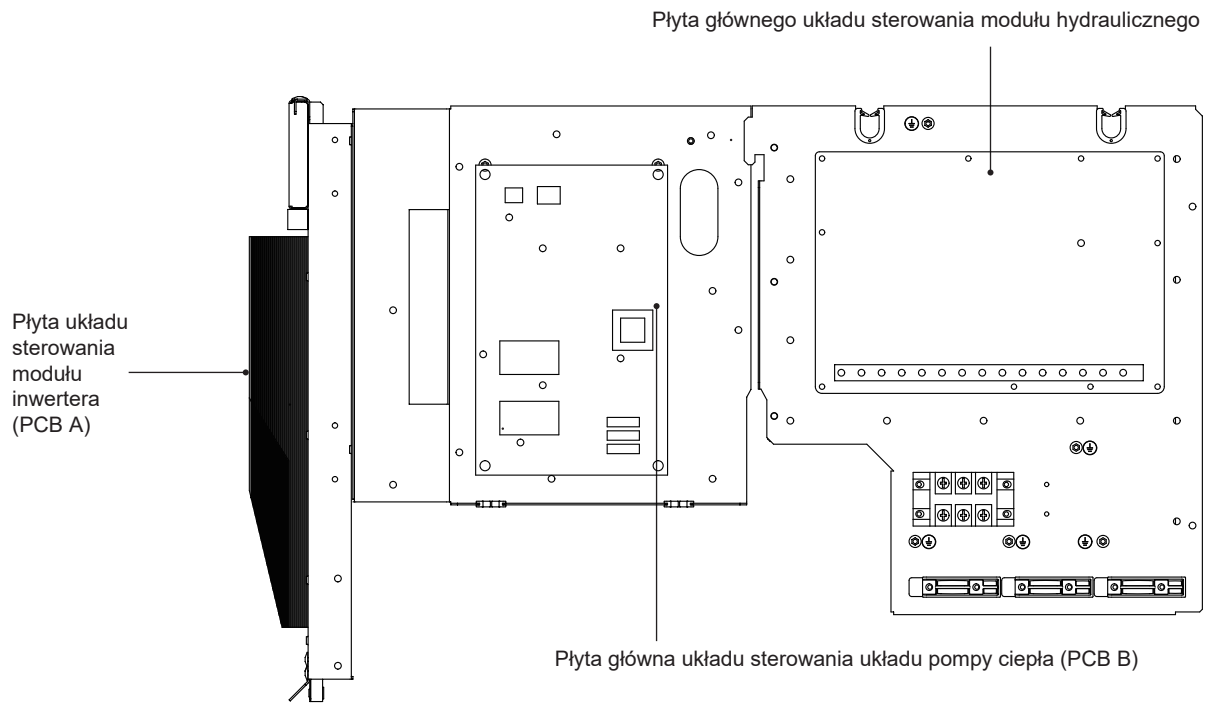 Płyta głównego układu sterowania modułu hydraulicznego
Płyta układu
sterowania
modułu
inwertera
(PCB A)
Płyta główna układu sterowania układu pompy ciepła (PCB B)